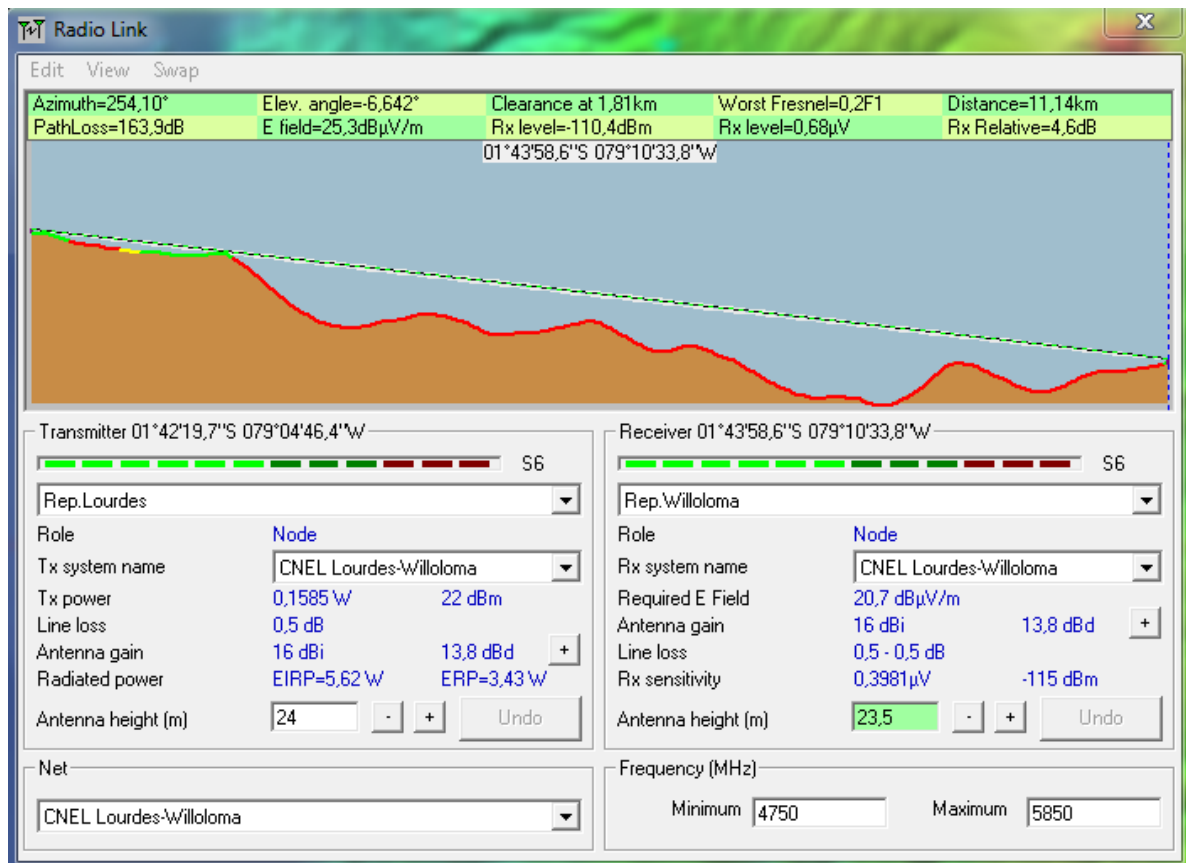 Radio Link
Edit View Swap
Azimuth=254,10° Elev. angle=-6,642° Clearance at 1,81km Worst Fresnel=0,2F1 Distance=11,14km
PathLoss=163,9dB E field=25,3dBµV/m Rx level=-110,4dBm Rx level=0,68µV Rx Relative=4,6dB
01°43'58,6"S 079°10'33,8"W
Transmitter 01°42'19,7"S 079°04'46,4"W
S6
Rep.Lourdes
Role Node
Tx system name CNEL Lourdes-Willoloma
Tx power 0,1585 W 22 dBm
Line loss 0,5 dB
Antenna gain 16 dBi 13,8 dBd +
Radiated power EIRP=5,62 W ERP=3,43 W
Antenna height (m) 24 - + Undo
Net
CNEL Lourdes-Willoloma
Receiver 01°43'58,6"S 079°10'33,8"W
S6
Rep.Willoloma
Role Node
Rx system name CNEL Lourdes-Willoloma
Required E Field 20,7 dBµV/m
Antenna gain 16 dBi 13,8 dBd +
Line loss 0,5 - 0,5 dB
Rx sensitivity 0,3981µV -115 dBm
Antenna height (m) 23,5 - + Undo
Frequency (MHz)
Minimum 4750 Maximum 5850